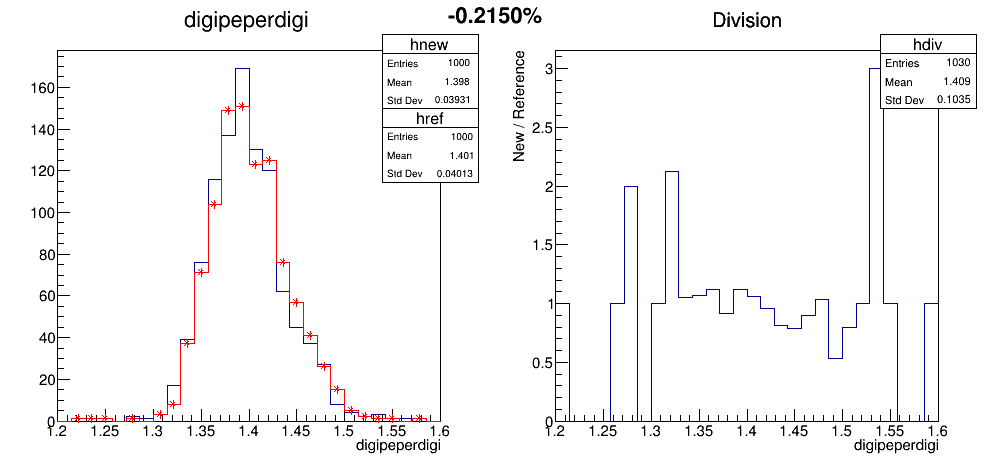 -0.2150%
digipeperdigi
hnew
Entries 1000
Mean 1.398
Std Dev 0.03931
href
Entries 1000
Mean 1.401
Std Dev 0.04013
160
140
120
100
80
60
40
20
0
1.2 1.25 1.3 1.35 1.4 1.45 1.5 1.55 1.6
digipeperdigi
Division
hdiv
Entries 1030
Mean 1.409
Std Dev 0.1035
New / Reference
3
2.5
2
1.5
1
0.5
0
1.2 1.25 1.3 1.35 1.4 1.45 1.5 1.55 1.6
digipeperdigi